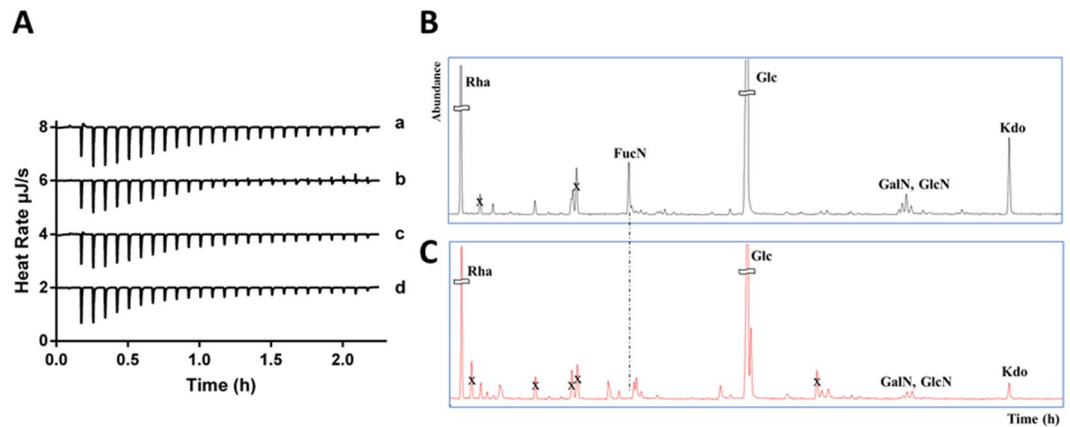 A
B
C
Heat Rate µJ/s
8
6
4
2
0
a
b
c
d
0.0 0.5 1.0 1.5 2.0
Time (h)
Abundance
Rha
X
X
FucN
Glc
GalN, GlcN
Kdo
Rha
X
X
X
X
Glc
X
GalN, GlcN
Kdo
Time (h)